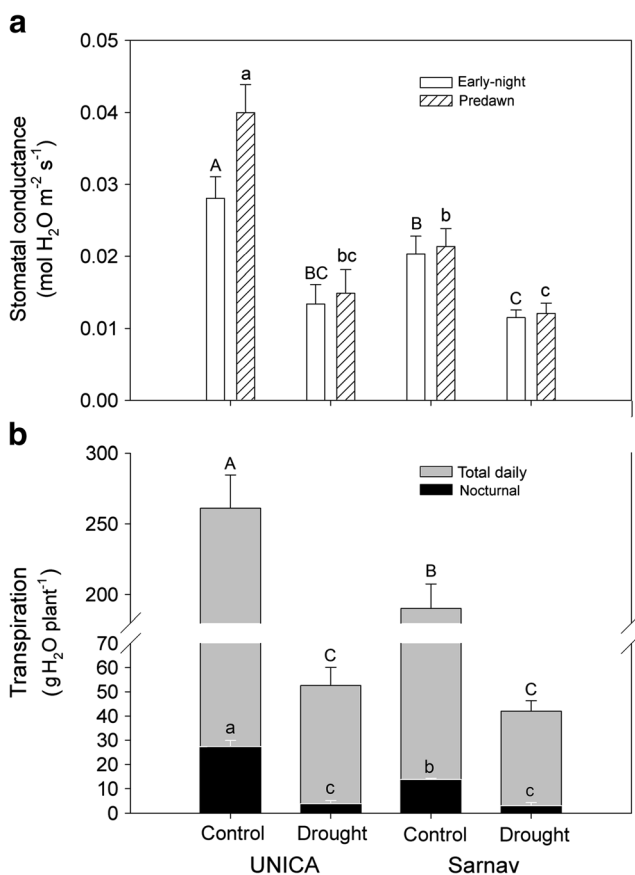 a
Stomatal conductance
(mol H₂O m⁻² s⁻¹)
0.05
0.04
0.03
0.02
0.01
0.00
Early-night
Predawn
A
a
BC
bc
B
b
C
c
b
Transpiration
(g H₂O plant⁻¹)
300
250
200
70
60
50
40
30
20
10
0
Total daily
Nocturnal
A
a
C
c
B
b
C
c
Control
Drought
Control
Drought
UNICA
Sarnav